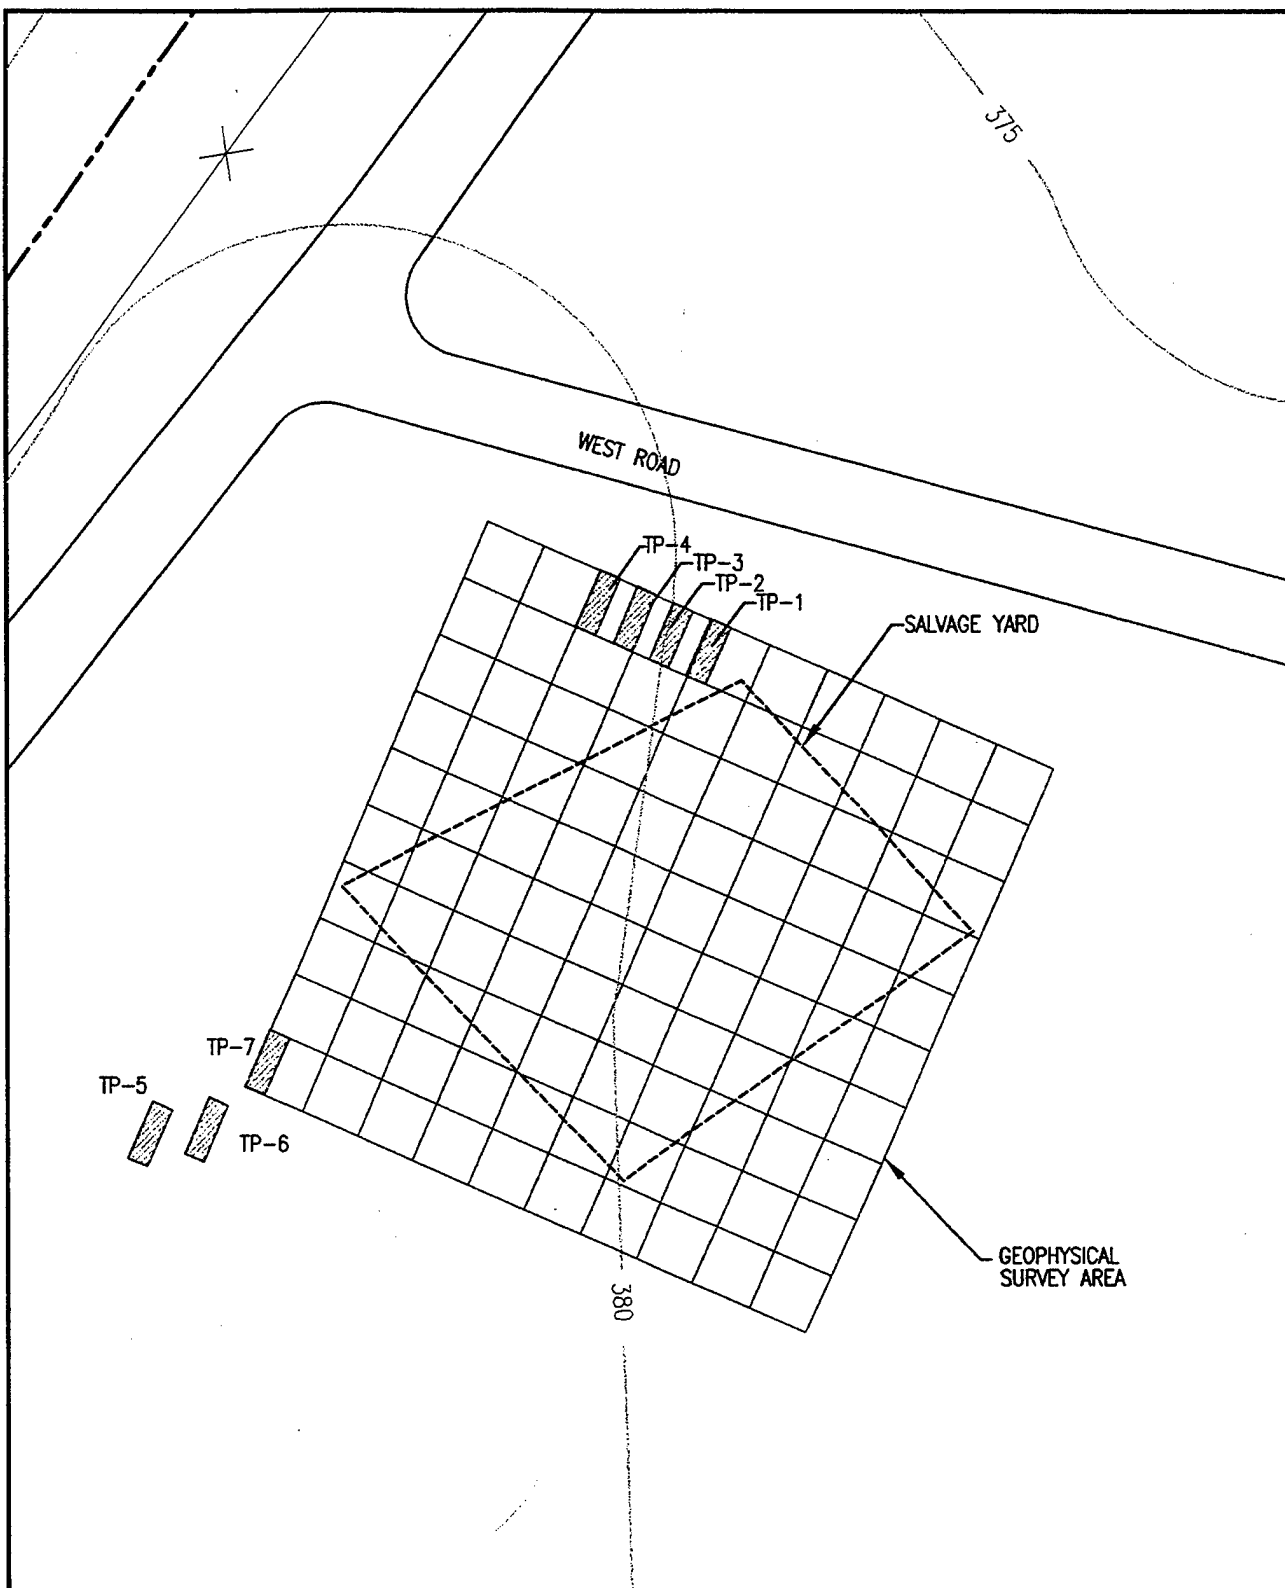 375
WEST ROAD
TP-4
TP-3
TP-2
TP-1
SALVAGE YARD
TP-7
TP-5
TP-6
GEOPHYSICAL
SURVEY AREA
380